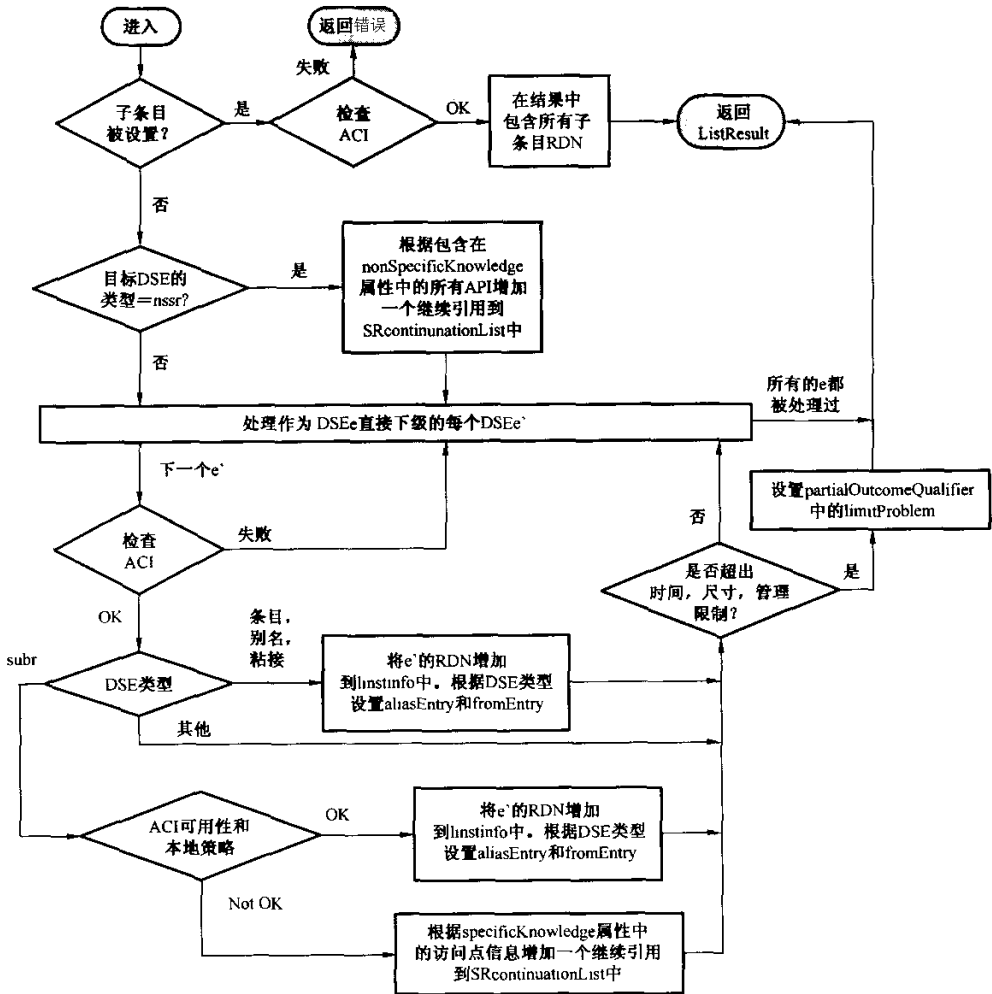 进入
返回错误
失败
子条目
被设置？
是
检查
ACI
OK
在结果中
包含所有子
条目RDN
返回
ListResult
否
目标DSE的
类型＝nssr?
是
根据包含在
nonSpecificKnowledge
属性中的所有API增加
一个继续引用到
SRcontinunationList中
否
所有的e都
被处理过
处理作为 DSEe直接下级的每个DSEe`
下一个e`
检查
ACI
失败
否
设置partialOutcomeQualifier
中的limitProblem
是否超出
时间，尺寸，管理
限制？
是
OK
条目，
别名，
粘接
subr
DSE类型
将e`的RDN增加
到linstinfo中。根据DSE类型
设置aliasEntry和fromEntry
其他
ACI可用性和
本地策略
OK
将e`的RDN增加
到linstinfo中。根据DSE类型
设置aliasEntry和fromEntry
Not OK
根据specificKnowledge属性中
的访问点信息增加一个继续引用
到SRcontinuationList中